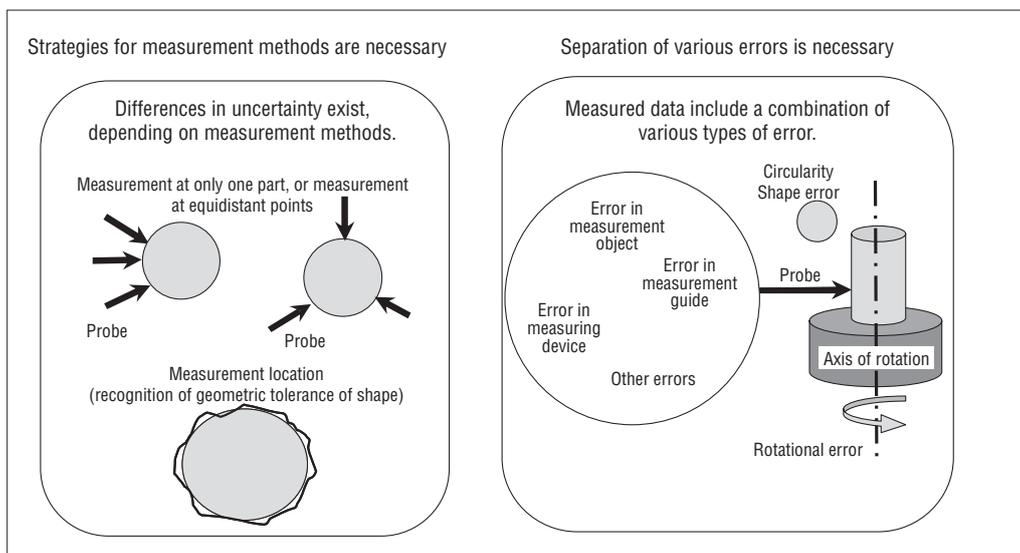 Strategies for measurement methods are necessary
Differences in uncertainty exist,
depending on measurement methods.
Measurement at only one part, or measurement
at equidistant points
Probe
Probe
Measurement location
(recognition of geometric tolerance of shape)
Separation of various errors is necessary
Measured data include a combination of
various types of error.
Circularity
Shape error
Error in
measurement
object
Error in
measurement
guide
Probe
Error in
measuring
device
Axis of rotation
Other errors
Rotational error